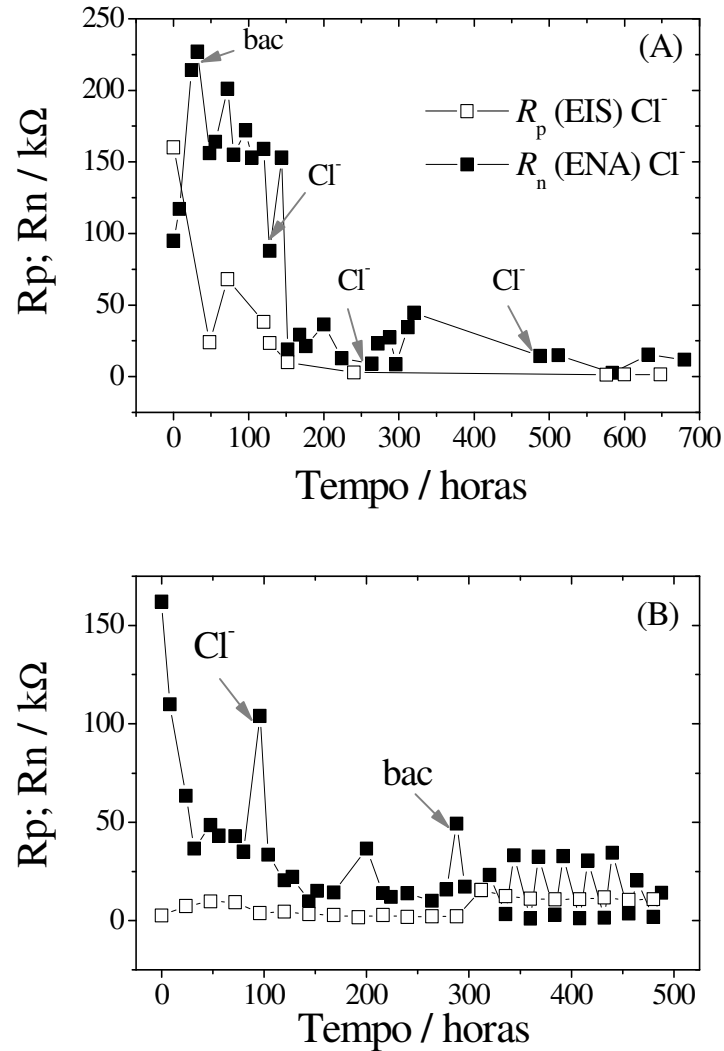 (A)
bac
Rₚ (EIS) Cl⁻
Rₙ (ENA) Cl⁻
Cl⁻
Cl⁻
Cl⁻
Rp; Rn / kΩ
250
200
150
100
50
0
0 100 200 300 400 500 600 700
Tempo / horas
(B)
Cl⁻
bac
Rp; Rn / kΩ
150
100
50
0
0 100 200 300 400 500
Tempo / horas